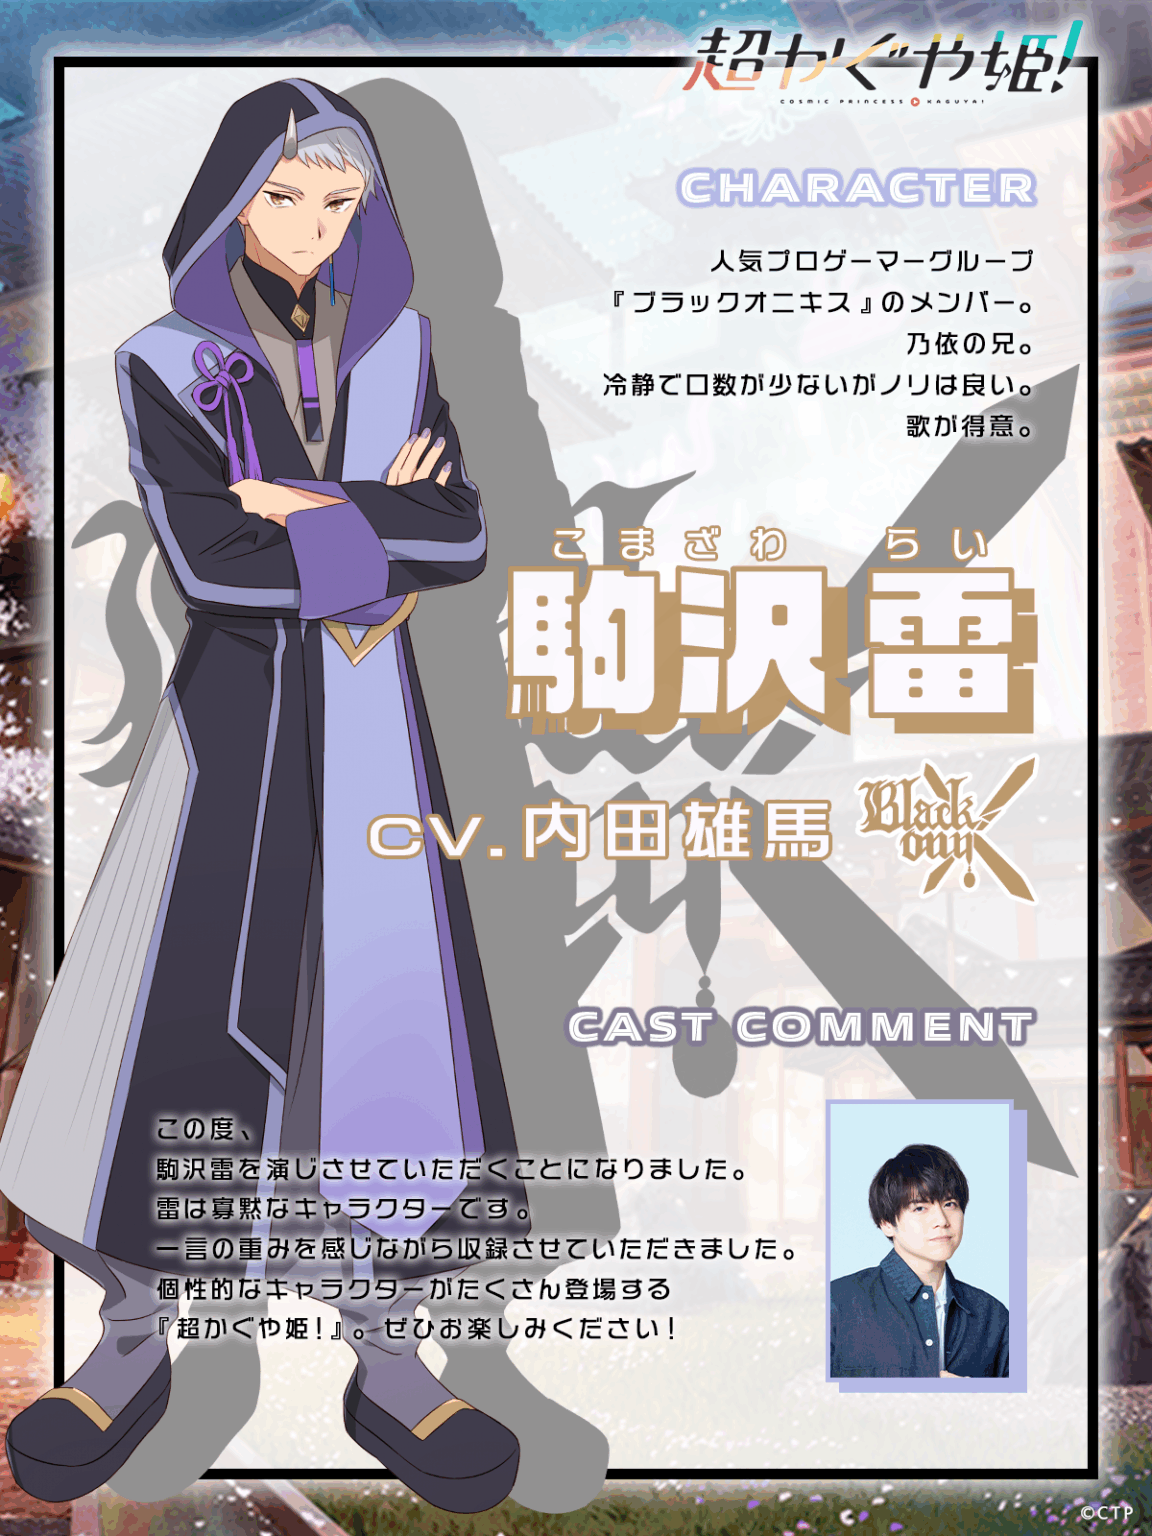 超かぐや姫!
COSMIC PRINCESS KAGUYA!
CHARACTER
人気プロゲーマーグループ
『ブラックオニキス』のメンバー。
乃依の兄。
冷静で口数が少ないがノリは良い。
歌が得意。
こまざわ らい
駒沢雷
CV.内田雄馬
Black
onyx
CAST COMMENT
この度、
駒沢雷を演じさせていただくことになりました。
雷は寡黙なキャラクターです。
一言の重みを感じながら収録させていただきました。
個性的なキャラクターがたくさん登場する
『超かぐや姫!』。ぜひお楽しみください!
©CTP